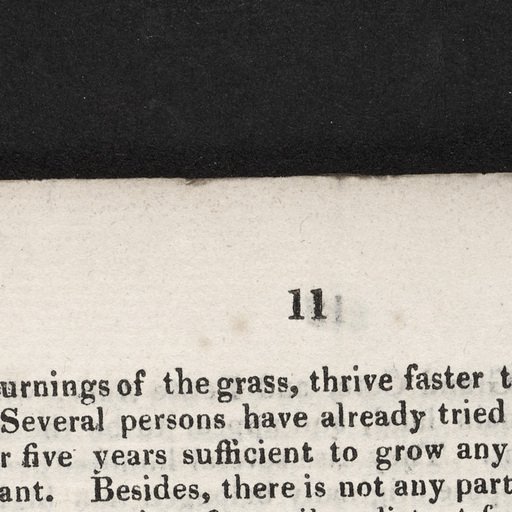 11
urnings of the grass, thrive faster t
Several persons have already tried
r five years sufficient to grow any
ant. Besides, there is not any part